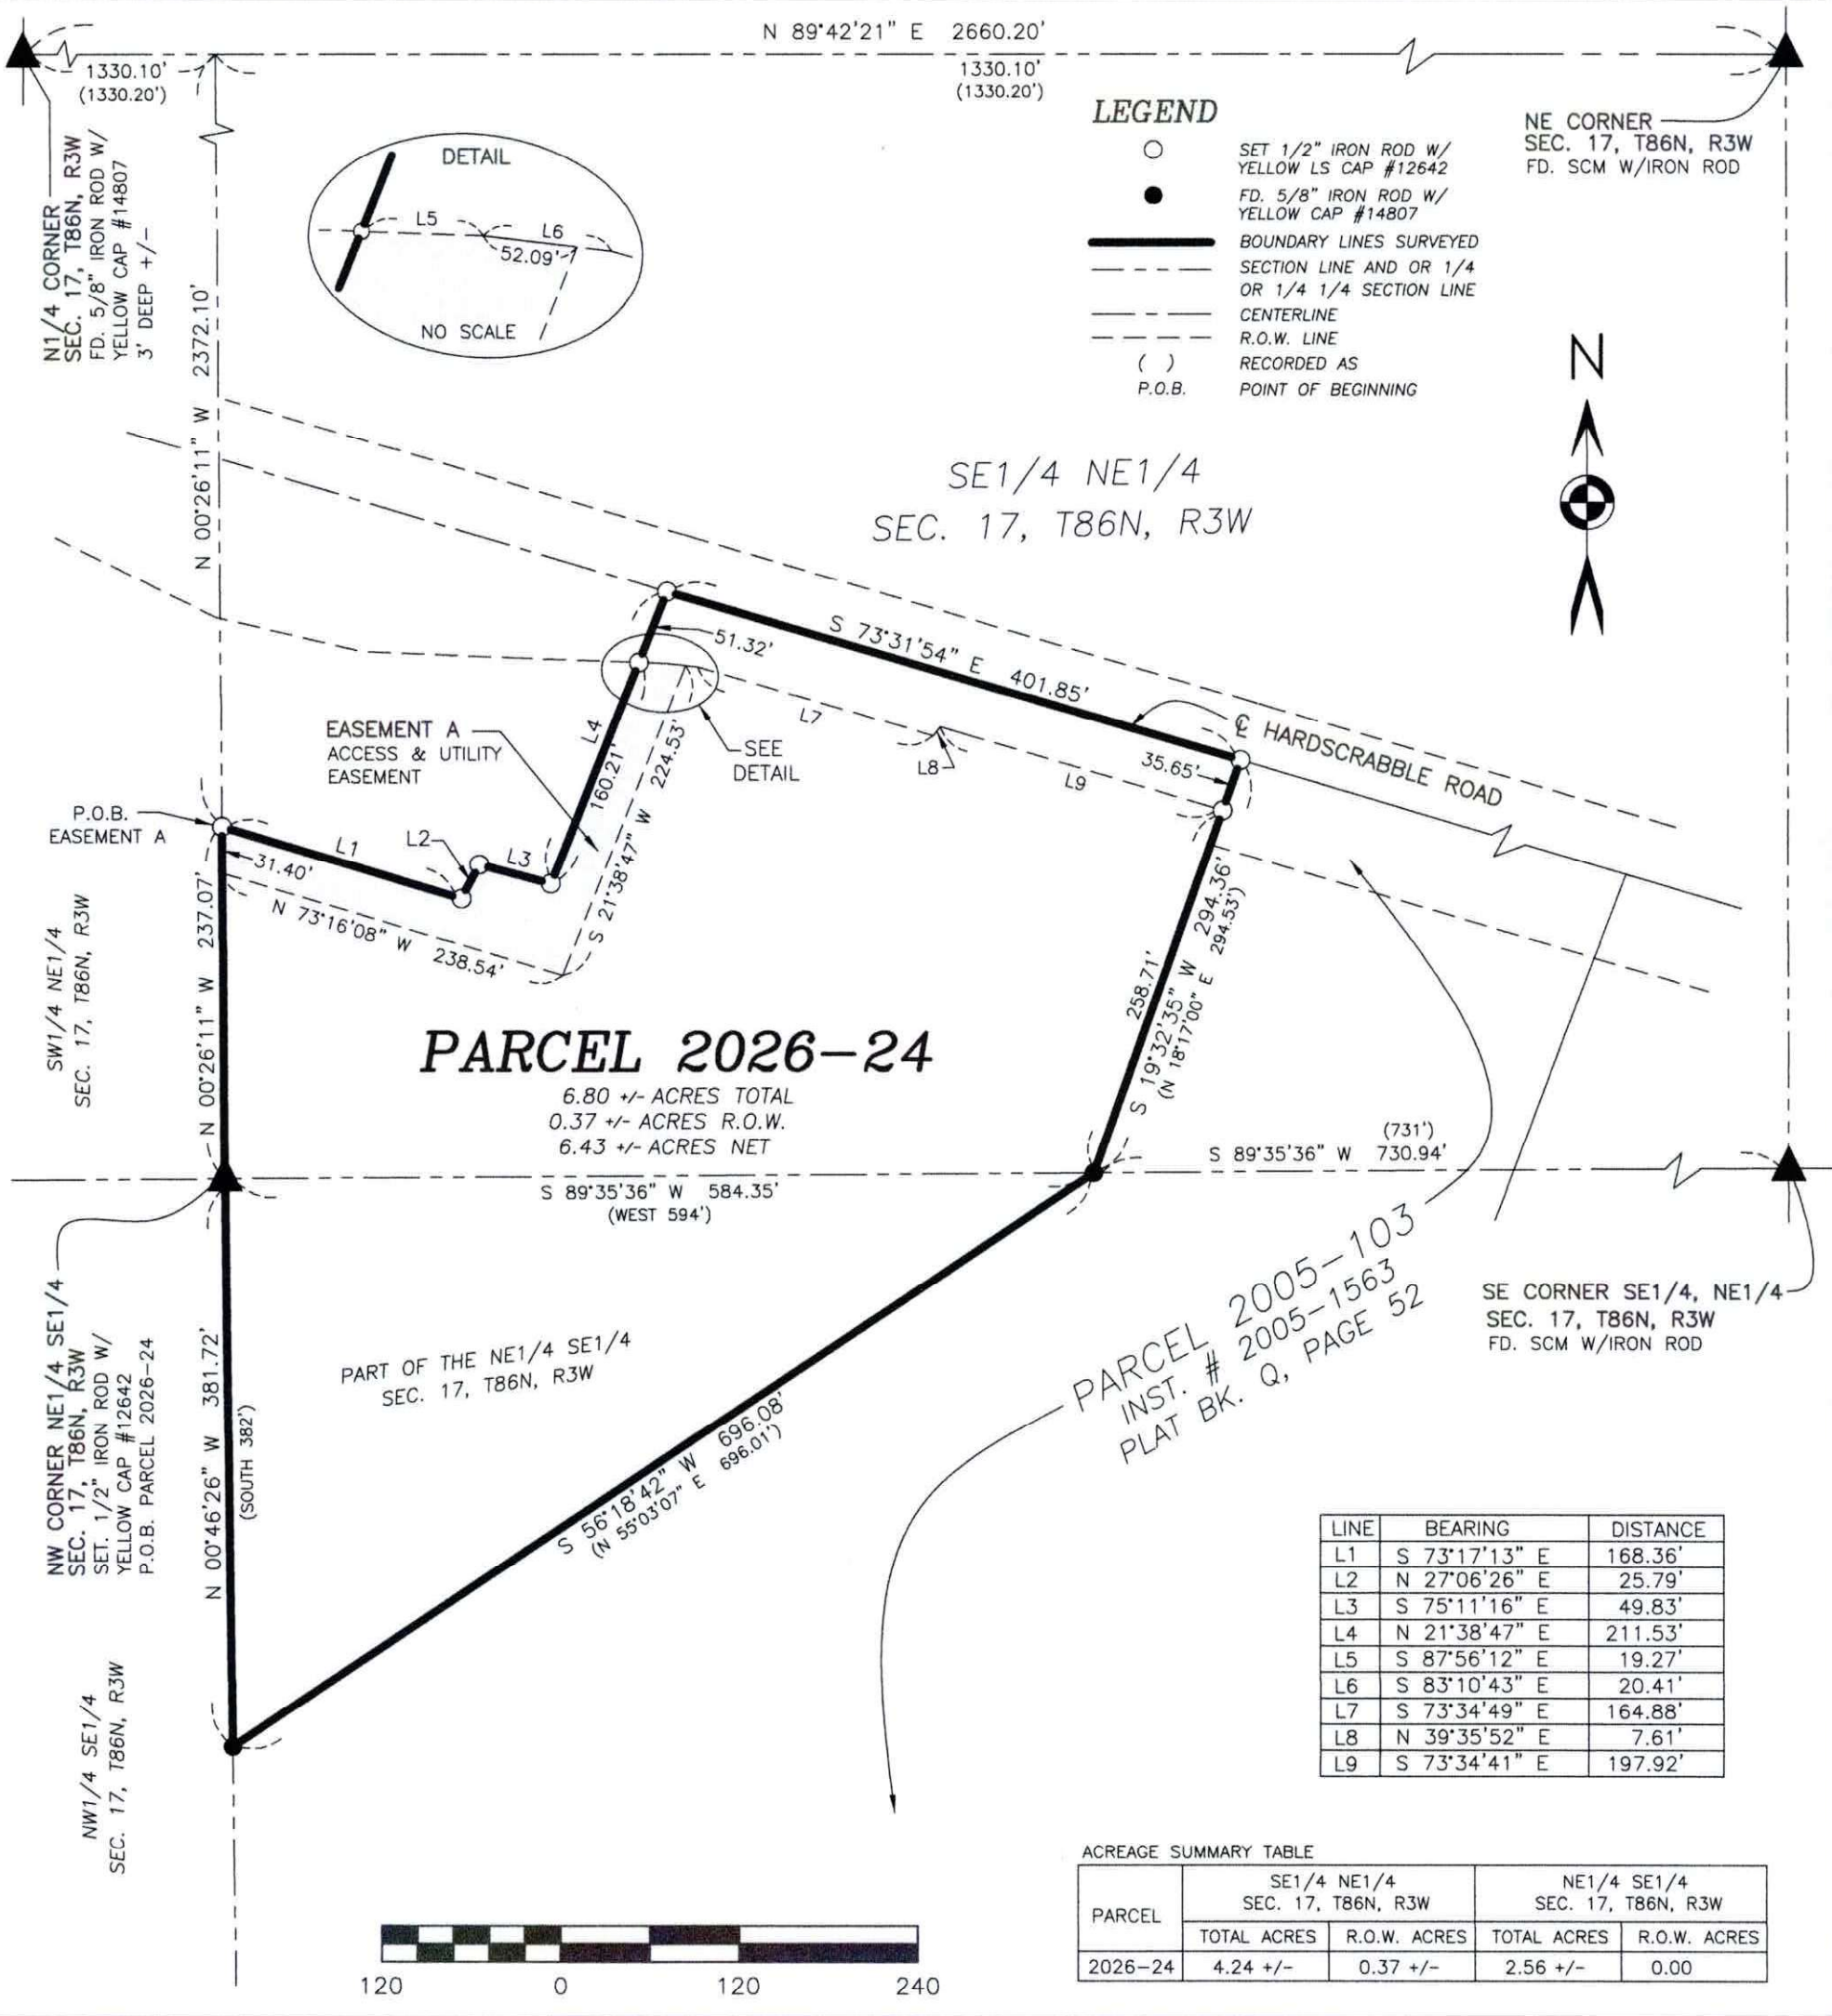 N 89°42'21" E 2660.20'
1330.10'
(1330.20')
1330.10'
(1330.20')
N1/4 CORNER
SEC. 17, T86N, R3W
FD. 5/8" IRON ROD W/
YELLOW CAP #14807
3' DEEP +/-
N 00°26'11" W 2372.10'
DETAIL
L5
L6
52.09'
NO SCALE
LEGEND
SET 1/2" IRON ROD W/
YELLOW LS CAP #12642
FD. 5/8" IRON ROD W/
YELLOW CAP #14807
BOUNDARY LINES SURVEYED
SECTION LINE AND OR 1/4
OR 1/4 1/4 SECTION LINE
CENTERLINE
R.O.W. LINE
( ) RECORDED AS
P.O.B. POINT OF BEGINNING
NE CORNER
SEC. 17, T86N, R3W
FD. SCM W/IRON ROD
N
SE1/4 NE1/4
SEC. 17, T86N, R3W
S 73°31'54" E 401.85'
51.32'
℄ HARDSCRABBLE ROAD
35.65'
L7
L8
L9
SEE
DETAIL
EASEMENT A
ACCESS & UTILITY
EASEMENT
L4
160.21'
S 21°38'47" W 224.53'
P.O.B.
EASEMENT A
L1
L2
L3
31.40'
N 73°16'08" W 238.54'
N 00°26'11" W 237.07'
SW1/4 NE1/4
SEC. 17, T86N, R3W
258.71'
S 19°32'35" W 294.36'
(N 18°17'00" E 294.53')
PARCEL 2026-24
6.80 +/- ACRES TOTAL
0.37 +/- ACRES R.O.W.
6.43 +/- ACRES NET
S 89°35'36" W 584.35'
(WEST 594')
(731')
S 89°35'36" W 730.94'
NW CORNER NE1/4 SE1/4
SEC. 17, T86N, R3W
SET. 1/2" IRON ROD W/
YELLOW CAP #12642
P.O.B. PARCEL 2026-24
N 00°46'26" W 381.72'
(SOUTH 382')
PART OF THE NE1/4 SE1/4
SEC. 17, T86N, R3W
S 56°18'42" W 696.08'
(N 55°03'07" E 696.01')
PARCEL 2005-103
INST. # 2005-1563
PLAT BK. Q, PAGE 52
SE CORNER SE1/4, NE1/4
SEC. 17, T86N, R3W
FD. SCM W/IRON ROD
NW1/4 SE1/4
SEC. 17, T86N, R3W
LINE BEARING DISTANCE
L1 S 73°17'13" E 168.36'
L2 N 27°06'26" E 25.79'
L3 S 75°11'16" E 49.83'
L4 N 21°38'47" E 211.53'
L5 S 87°56'12" E 19.27'
L6 S 83°10'43" E 20.41'
L7 S 73°34'49" E 164.88'
L8 N 39°35'52" E 7.61'
L9 S 73°34'41" E 197.92'
ACREAGE SUMMARY TABLE
PARCEL
SE1/4 NE1/4
SEC. 17, T86N, R3W
NE1/4 SE1/4
SEC. 17, T86N, R3W
TOTAL ACRES R.O.W. ACRES TOTAL ACRES R.O.W. ACRES
2026-24 4.24 +/- 0.37 +/- 2.56 +/- 0.00
120 0 120 240